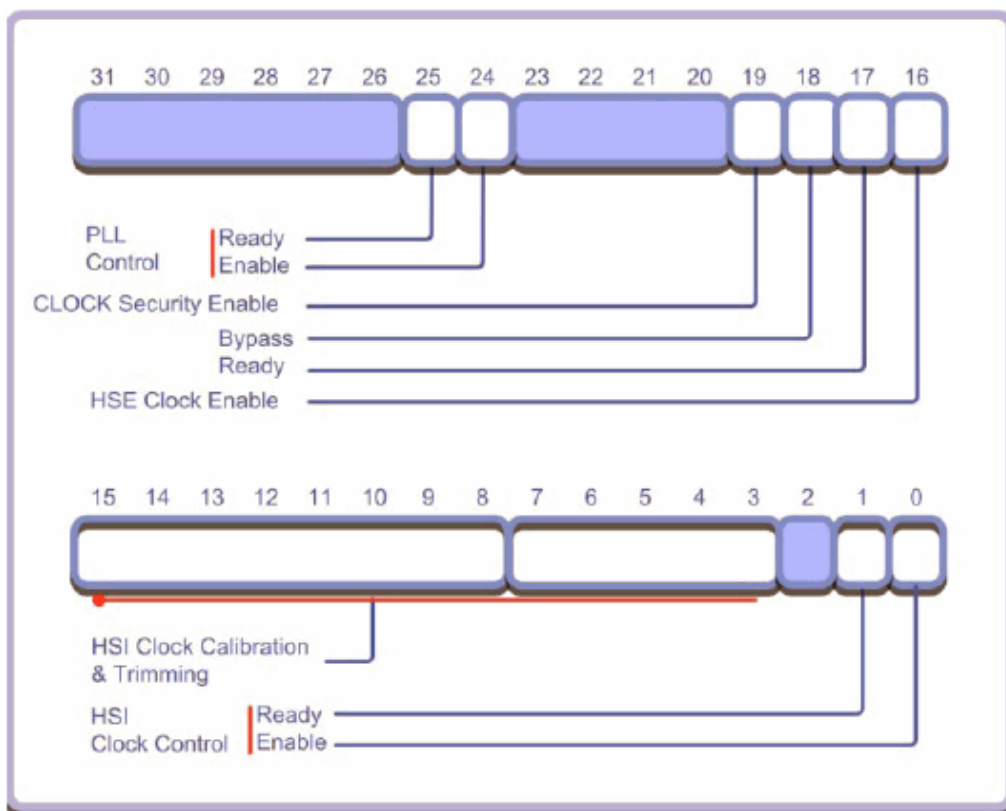 31 30 29 28 27 26 25 24 23 22 21 20 19 18 17 16
PLL
Control
Ready
Enable
CLOCK Security Enable
Bypass
Ready
HSE Clock Enable
15 14 13 12 11 10 9 8 7 6 5 4 3 2 1 0
HSI Clock Calibration
& Trimming
HSI
Clock Control
Ready
Enable